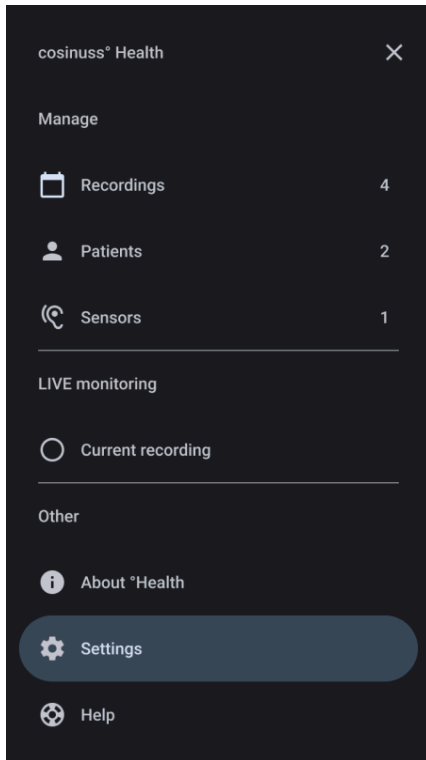 cosinuss° Health
Manage
Recordings 4
Patients 2
Sensors 1
LIVE monitoring
Current recording
Other
About °Health
Settings
Help